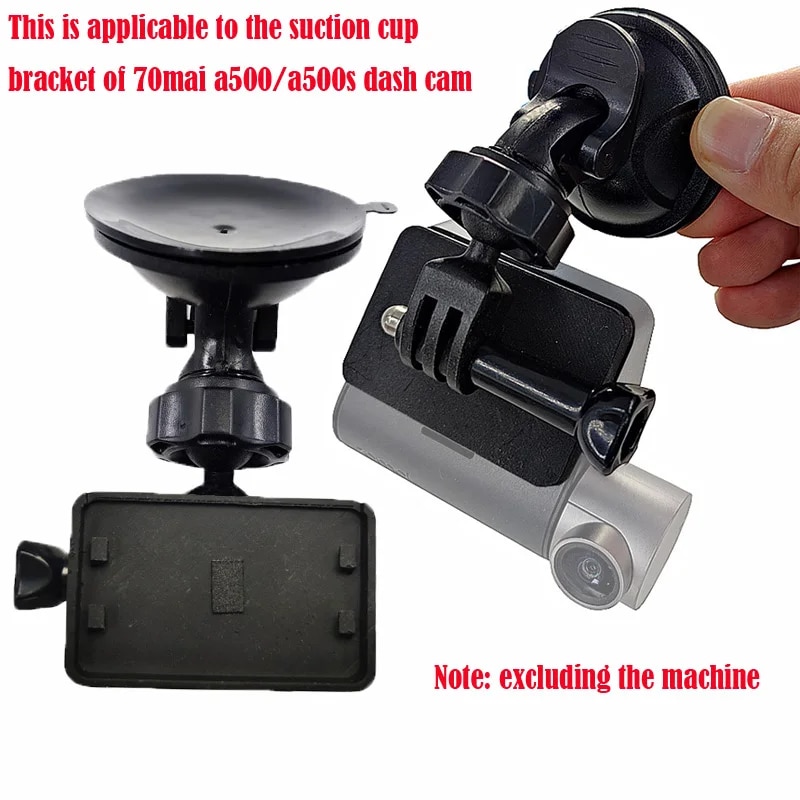 This is applicable to the suction cup
bracket of 70mai a500/a500s dash cam
Note: excluding the machine